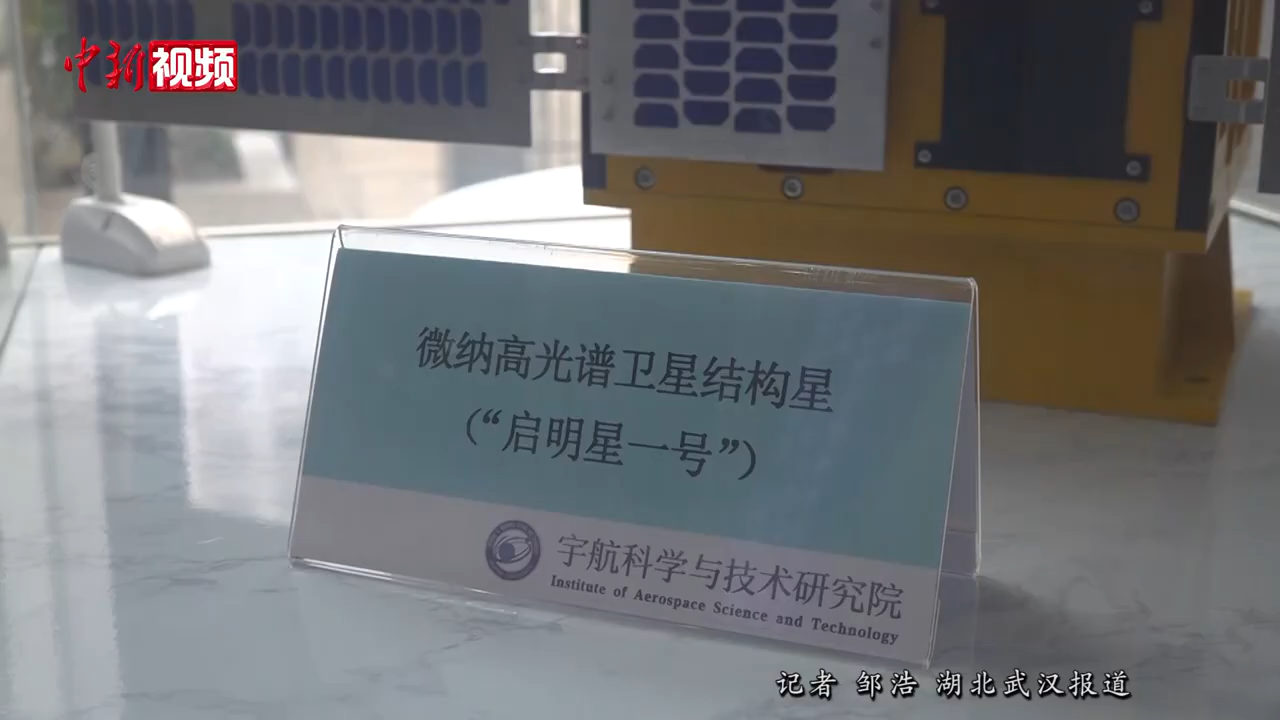 中新视频
微纳高光谱卫星结构星
(“启明星一号”)
宇航科学与技术研究院
Institute of Aerospace Science and Technology
记者 邹浩 湖北武汉报道